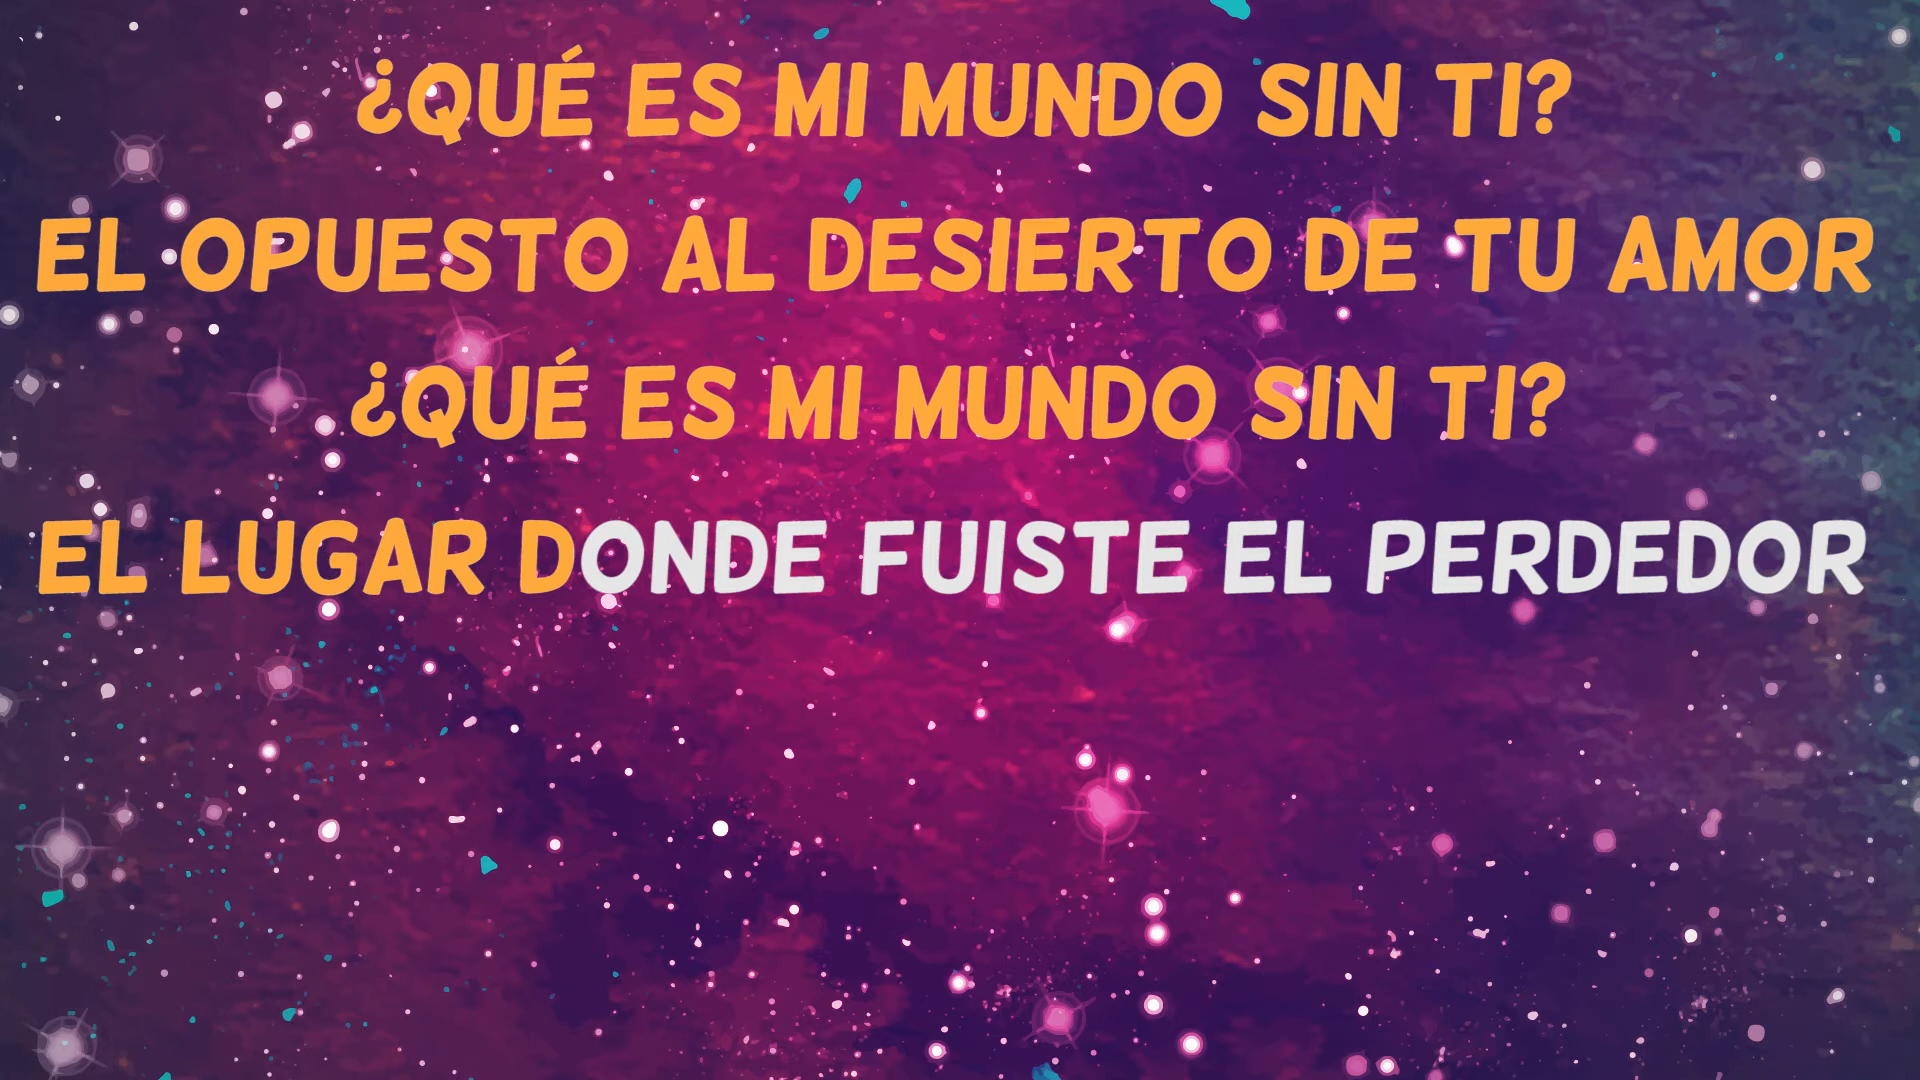 ¿QUÉ ES MI MUNDO SIN TI?
EL OPUESTO AL DESIERTO DE TU AMOR
¿QUÉ ES MI MUNDO SIN TI?
EL LUGAR DONDE FUISTE EL PERDEDOR